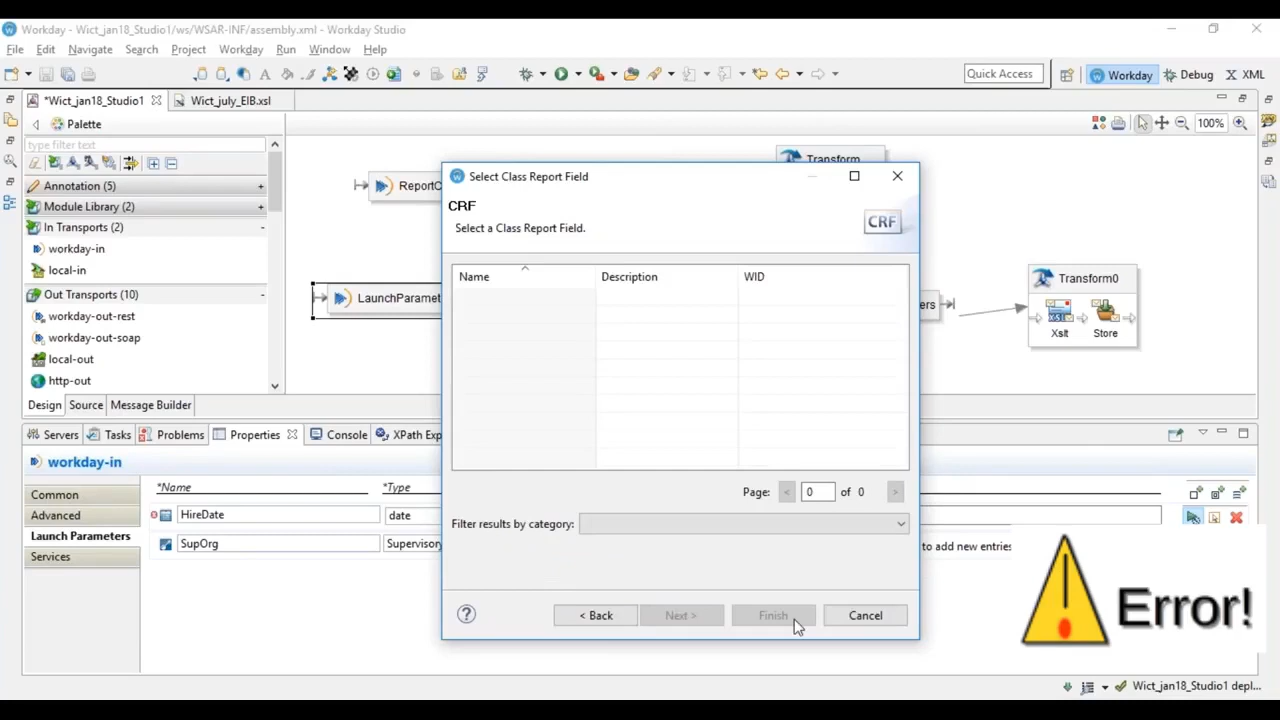 Workday - Wict_jan18_Studio1/ws/WSAR-INF/assembly.xml - Workday Studio
File Edit Navigate Search Project Workday Run Window Help
Quick Access Workday Debug XML
*Wict_jan18_Studio1 Wict_july_EIB.xsl
Palette 100%
type filter text
Annotation (5) +
Module Library (2) +
In Transports (2) -
workday-in
local-in
Out Transports (10) -
workday-out-rest
workday-out-soap
local-out
http-out
Design Source Message Builder
Transform
ReportC
LaunchParamet
ers
Transform0
Xslt Store
Select Class Report Field
CRF
Select a Class Report Field.
CRF
Name Description WID
Page: < 0 of 0 >
Filter results by category:
< Back Next > Finish Cancel
Servers Tasks Problems Properties Console XPath Exp
workday-in
Common
Advanced
Launch Parameters
Services
*Name *Type
HireDate date
SupOrg Supervisory
to add new entries
Error!
Wict_jan18_Studio1 depl...